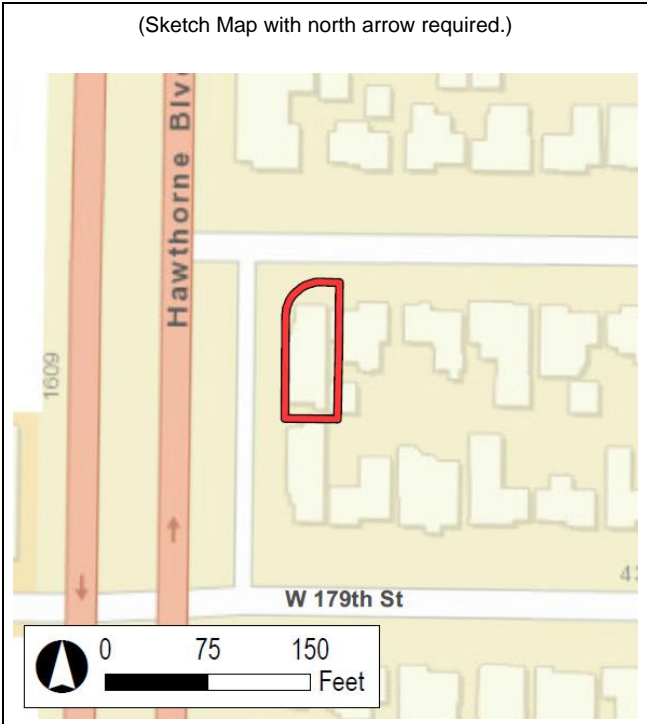 (Sketch Map with north arrow required.)
Hawthorne Blv
1609
W 179th St
0 75 150
Feet